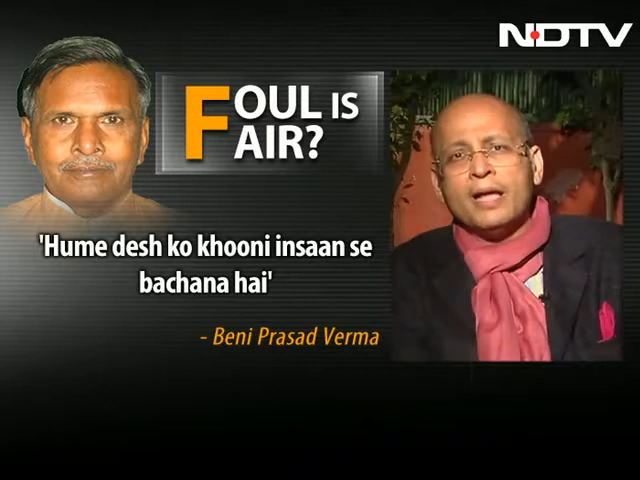 NDTV
FOUL IS
FAIR?
'Hume desh ko khooni insaan se
bachana hai'
- Beni Prasad Verma